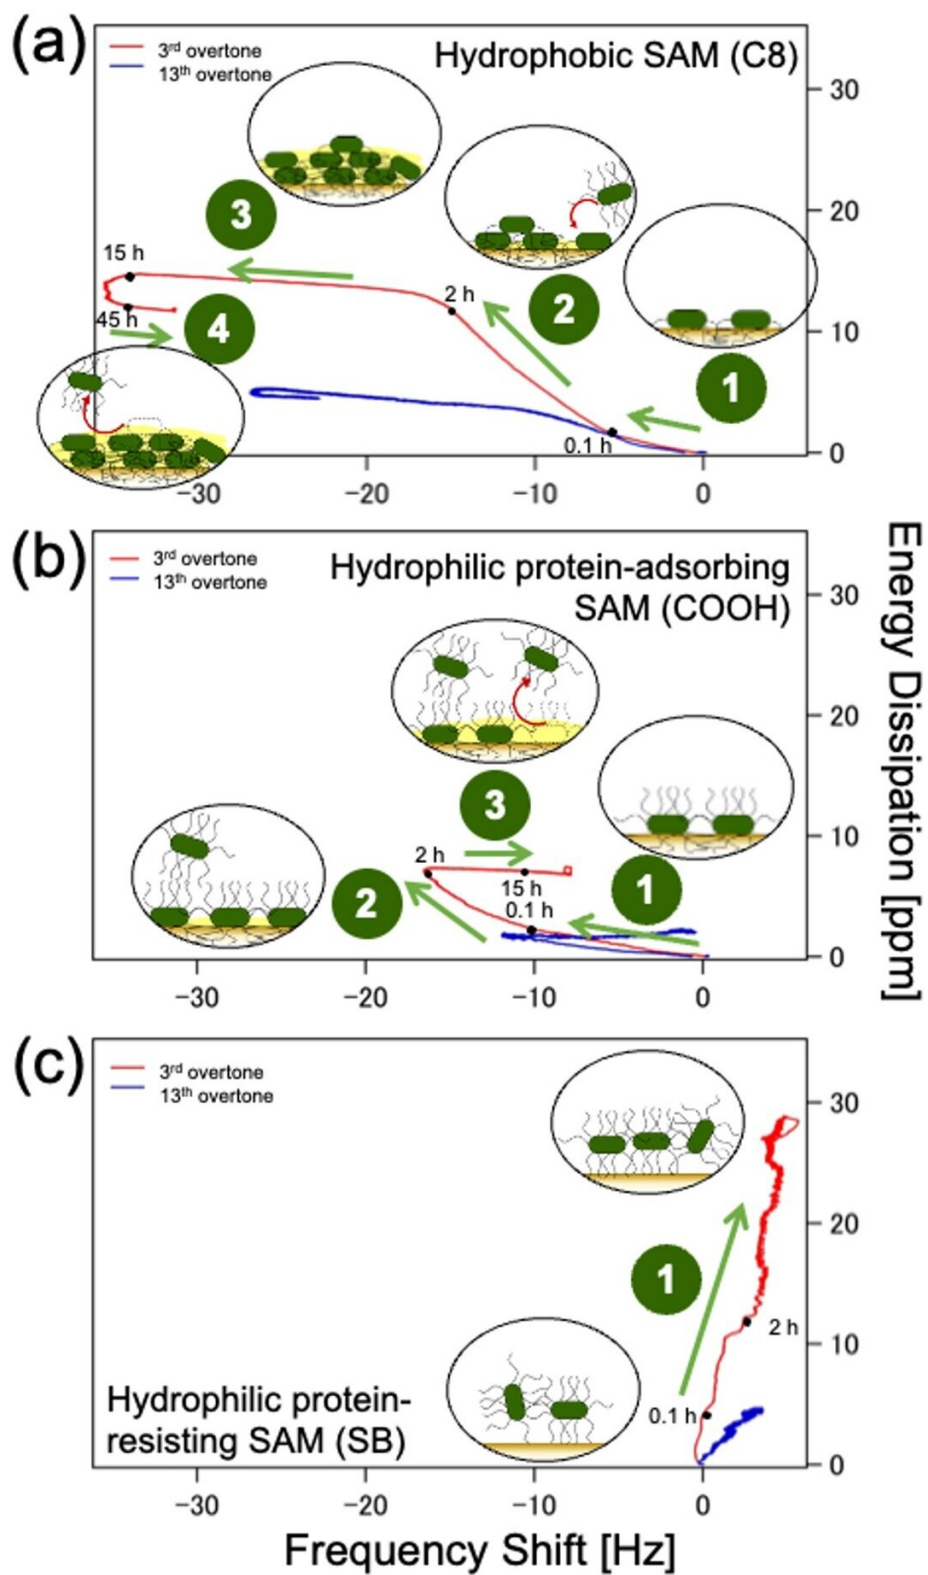 (a)
3rd overtone
13th overtone
Hydrophobic SAM (C8)
30
20
10
0
3
2
1
4
15 h
2 h
45 h
0.1 h
−30
−20
−10
0
(b)
3rd overtone
13th overtone
Hydrophilic protein-adsorbing
SAM (COOH)
30
20
10
0
3
2
1
2 h
15 h
0.1 h
−30
−20
−10
0
Energy Dissipation [ppm]
(c)
3rd overtone
13th overtone
30
20
10
0
1
2 h
0.1 h
Hydrophilic protein-
resisting SAM (SB)
−30
−20
−10
0
Frequency Shift [Hz]